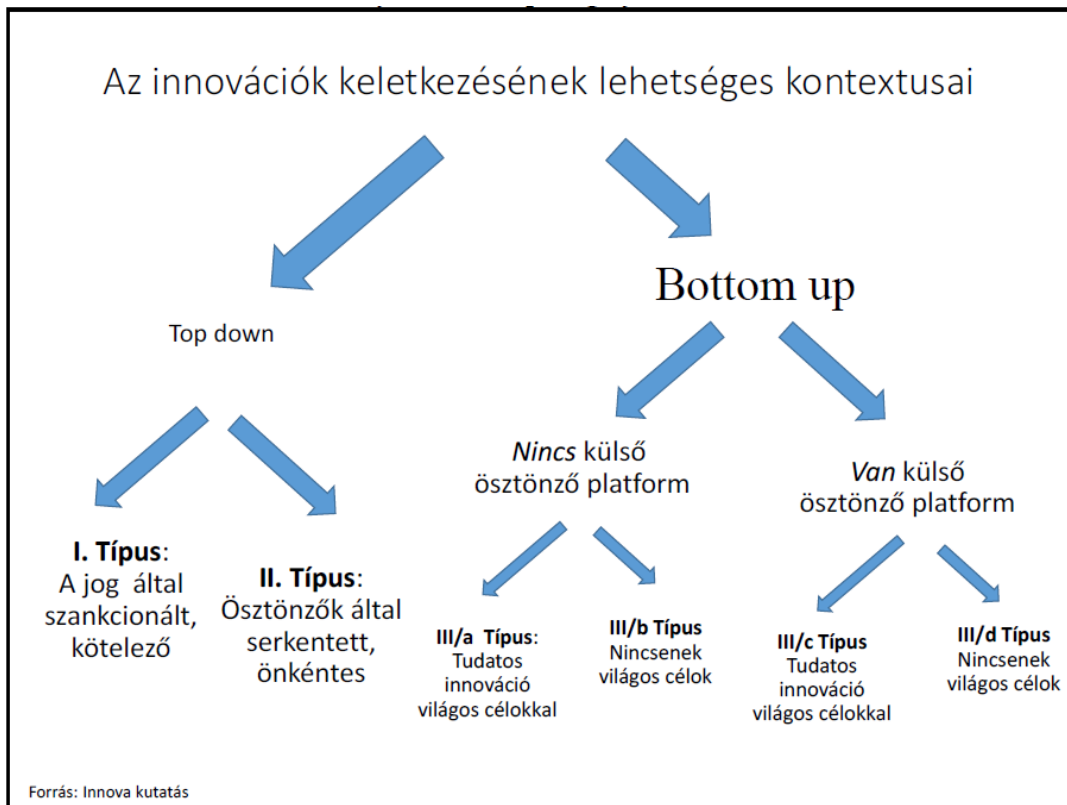 Az innovációk keletkezésének lehetséges kontextusai
Top down
Bottom up
Nincs külső
ösztönző platform
Van külső
ösztönző platform
I. Típus:
A jog által
szankcionált,
kötelező
II. Típus:
Ösztönzők által
serkentett,
önkéntes
III/a Típus:
Tudatos
innováció
világos célokkal
III/b Típus
Nincsenek
világos célok
III/c Típus
Tudatos
innováció
világos célokkal
III/d Típus
Nincsenek
világos célok
Forrás: Innova kutatás